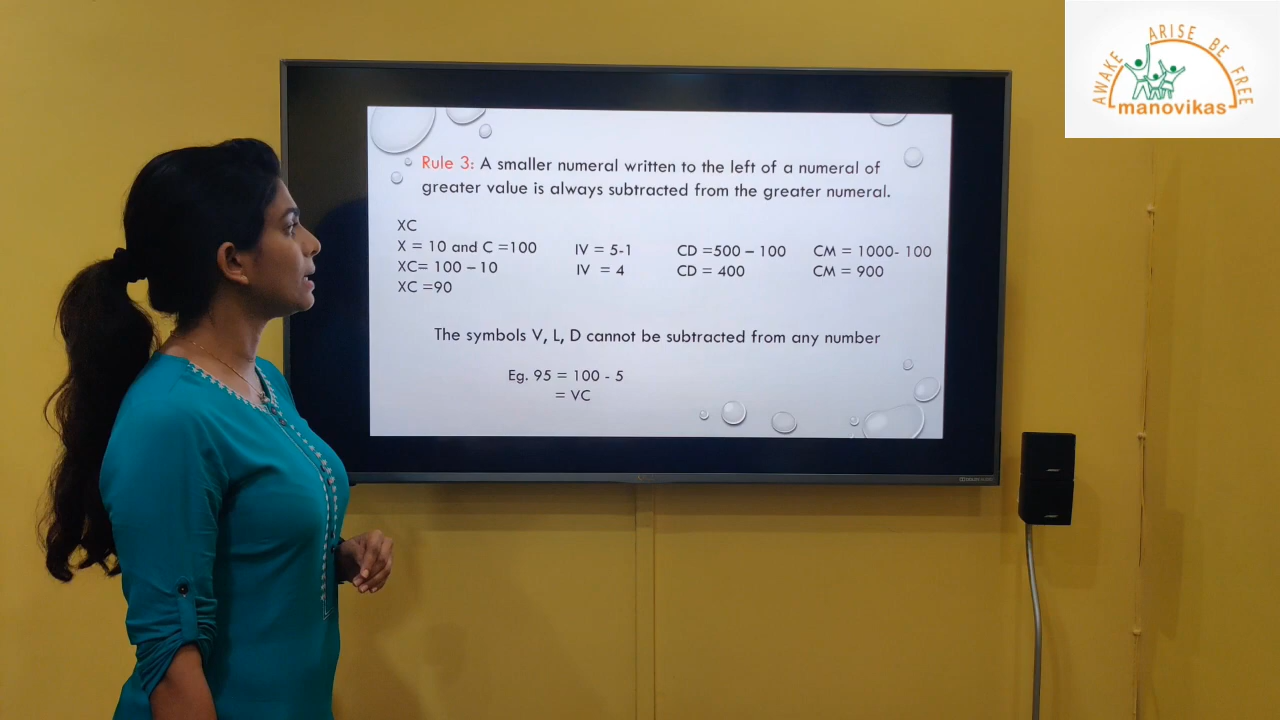 AWAKE ARISE BE FREE
manovikas
Rule 3: A smaller numeral written to the left of a numeral of
greater value is always subtracted from the greater numeral.
XC
X = 10 and C =100
XC= 100 – 10
XC =90
IV = 5-1
IV = 4
CD =500 – 100
CD = 400
CM = 1000- 100
CM = 900
The symbols V, L, D cannot be subtracted from any number
Eg. 95 = 100 - 5
= VC